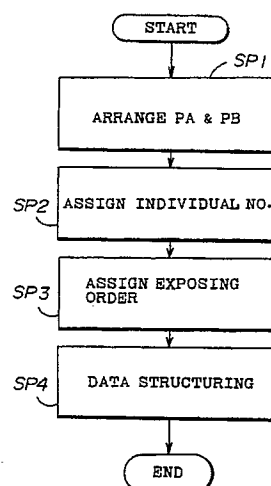 START
SP1
ARRANGE PA & PB
SP2
ASSIGN INDIVIDUAL NO.
SP3
ASSIGN EXPOSING
ORDER
SP4
DATA STRUCTURING
END